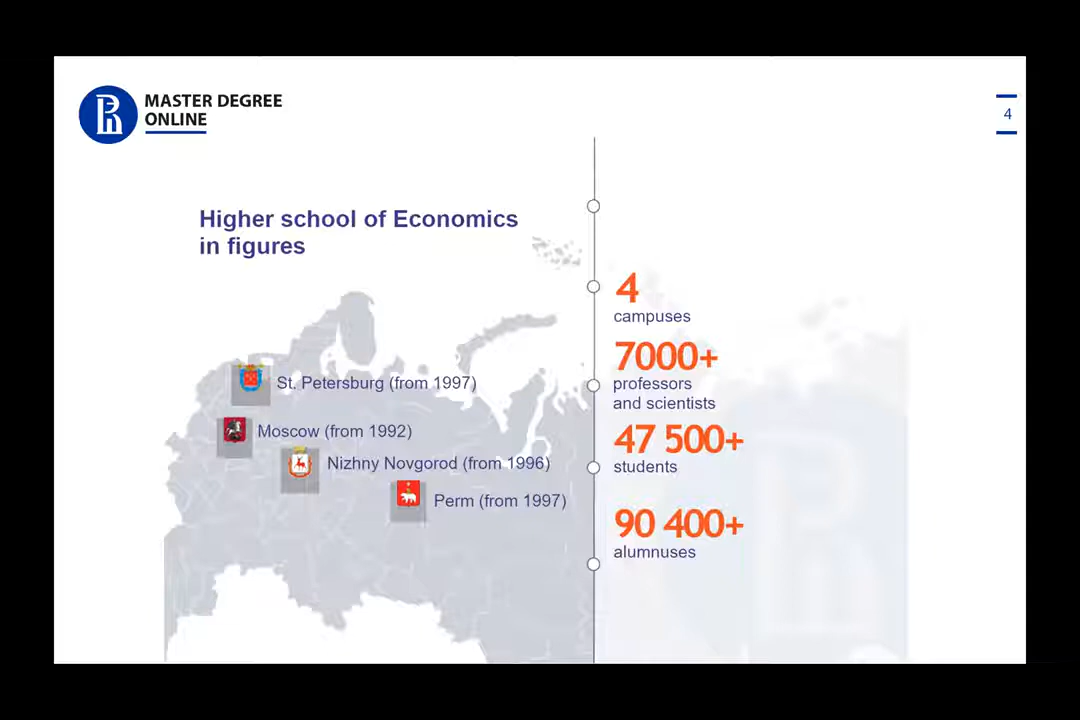 MASTER DEGREE
ONLINE
4
Higher school of Economics
in figures
St. Petersburg (from 1997)
Moscow (from 1992)
Nizhny Novgorod (from 1996)
Perm (from 1997)
4
campuses
7000+
professors
and scientists
47 500+
students
90 400+
alumnuses